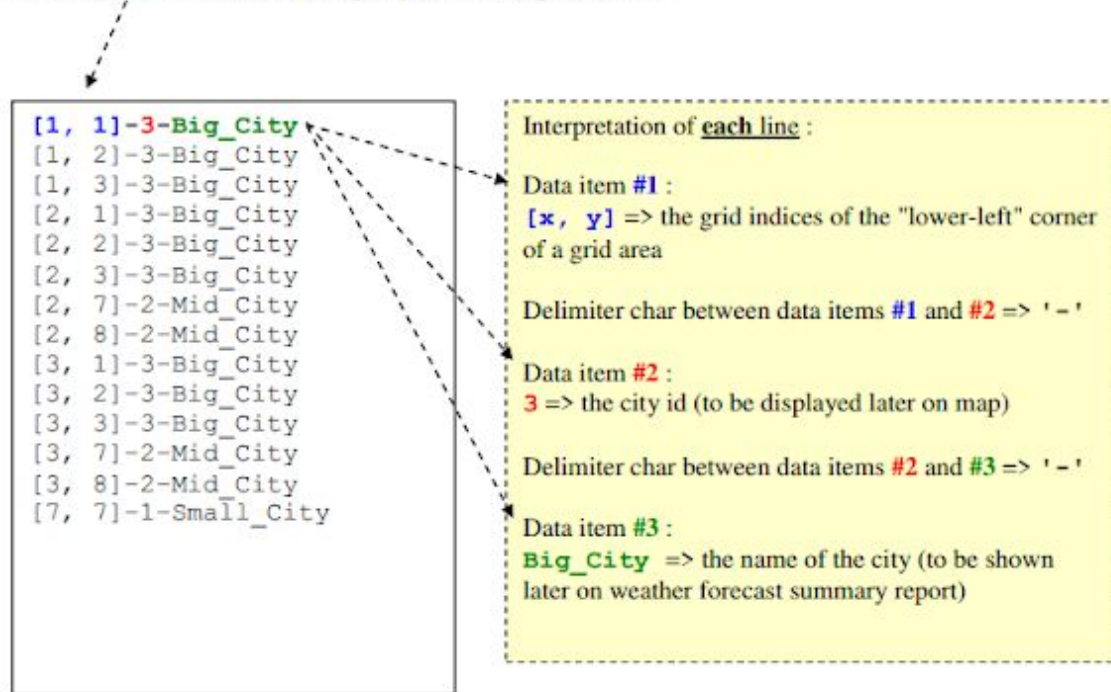 [1, 1]-3-Big_City
[1, 2]-3-Big_City
[1, 3]-3-Big_City
[2, 1]-3-Big_City
[2, 2]-3-Big_City
[2, 3]-3-Big_City
[2, 7]-2-Mid_City
[2, 8]-2-Mid_City
[3, 1]-3-Big_City
[3, 2]-3-Big_City
[3, 3]-3-Big_City
[3, 7]-2-Mid_City
[3, 8]-2-Mid_City
[7, 7]-1-Small_City
Interpretation of each line :
Data item #1 :
[x, y] => the grid indices of the "lower-left" corner
of a grid area
Delimiter char between data items #1 and #2 => '-'
Data item #2 :
3 => the city id (to be displayed later on map)
Delimiter char between data items #2 and #3 => '-'
Data item #3 :
Big_City => the name of the city (to be shown
later on weather forecast summary report)